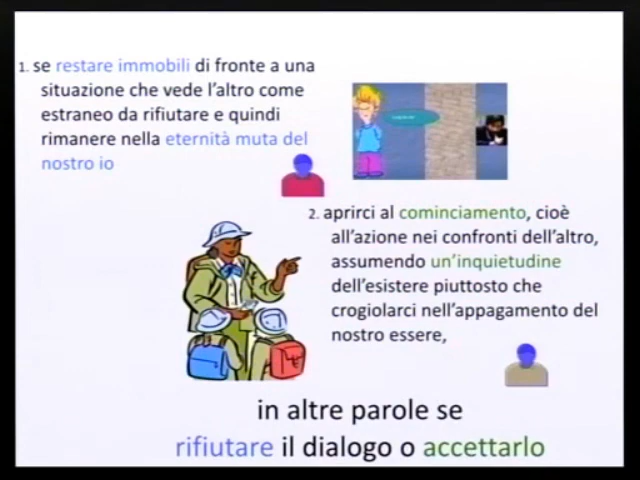 1. se restare immobili di fronte a una
situazione che vede l'altro come
estraneo da rifiutare e quindi
rimanere nella eternità muta del
nostro io
2. aprirci al cominciamento, cioè
all'azione nei confronti dell'altro,
assumendo un'inquietudine
dell'esistere piuttosto che
crogiolarci nell'appagamento del
nostro essere,
in altre parole se
rifiutare il dialogo o accettarlo